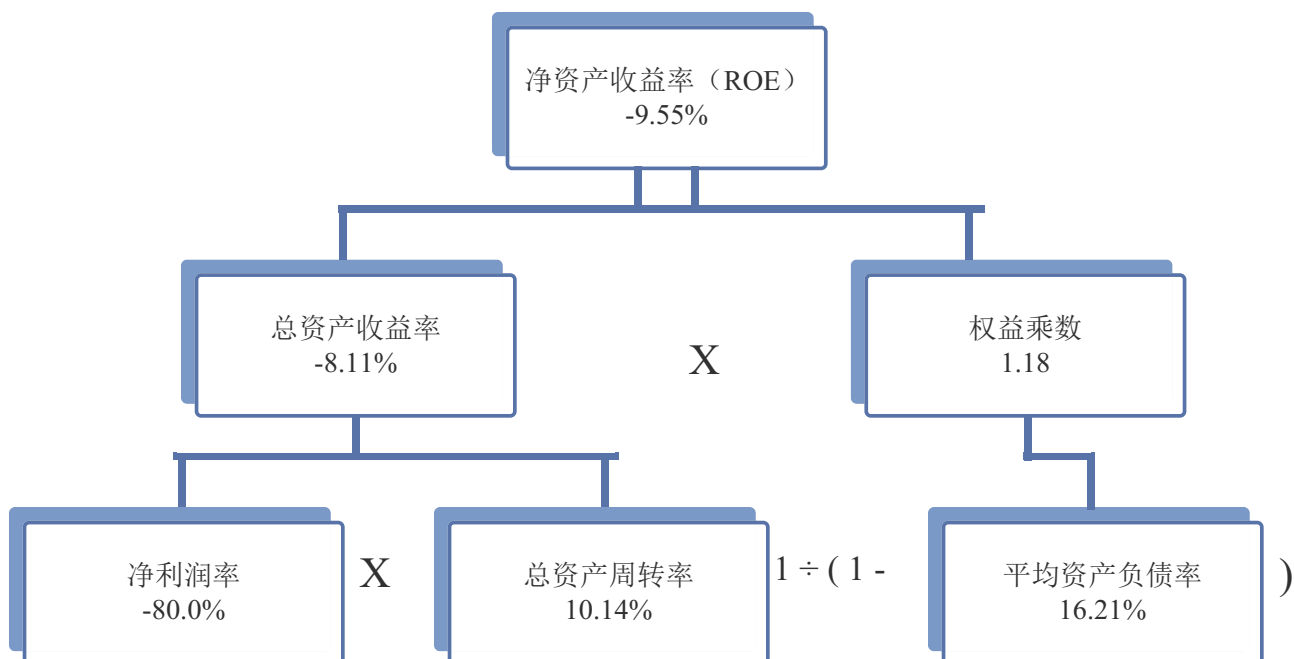 净资产收益率（ROE）
-9.55%
总资产收益率
-8.11%
X
权益乘数
1.18
净利润率
-80.0%
X
总资产周转率
10.14%
1 ÷ ( 1 -
平均资产负债率
16.21%
)